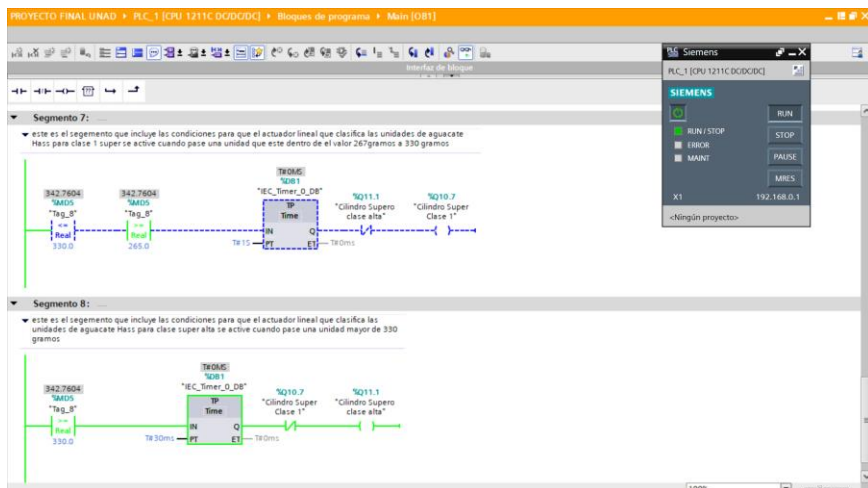 PROYECTO FINAL UNAD ▸ PLC_1 [CPU 1211C DC/DC/DC] ▸ Bloques de programa ▸ Main [OB1]
Interfaz de bloque
Segmento 7: ....
este es el segemento que incluye las condiciones para que el actuador lineal que clasifica las unidades de aguacate
Hass para clase 1 super se active cuando pase una unidad que este dentro de el valor 267gramos a 330 gramos
T#0MS
%DB1
"IEC_Timer_0_DB"
TP
Time
IN
Q
PT
ET
T#1S
T#0ms
342.7604
%MD5
"Tag_8"
<=
Real
330.0
342.7604
%MD5
"Tag_8"
>=
Real
265.0
%Q11.1
"Cilindro Supero
clase alta"
%Q10.7
"Cilindro Super
Clase 1"
Segmento 8: ....
este es el segemento que incluye las condiciones para que el actuador lineal que clasifica las
unidades de aguacate Hass para clase super alta se active cuando pase una unidad mayor de 330
gramos
T#0MS
%DB1
"IEC_Timer_0_DB"
TP
Time
IN
Q
PT
ET
T#30ms
T#0ms
342.7604
%MD5
"Tag_8"
>=
Real
330.0
%Q10.7
"Cilindro Super
Clase 1"
%Q11.1
"Cilindro Supero
clase alta"
Siemens
PLC_1 [CPU 1211C DC/DC/DC]
SIEMENS
RUN / STOP
ERROR
MAINT
RUN
STOP
PAUSE
MRES
X1
192.168.0.1
<Ningún proyecto>
100%